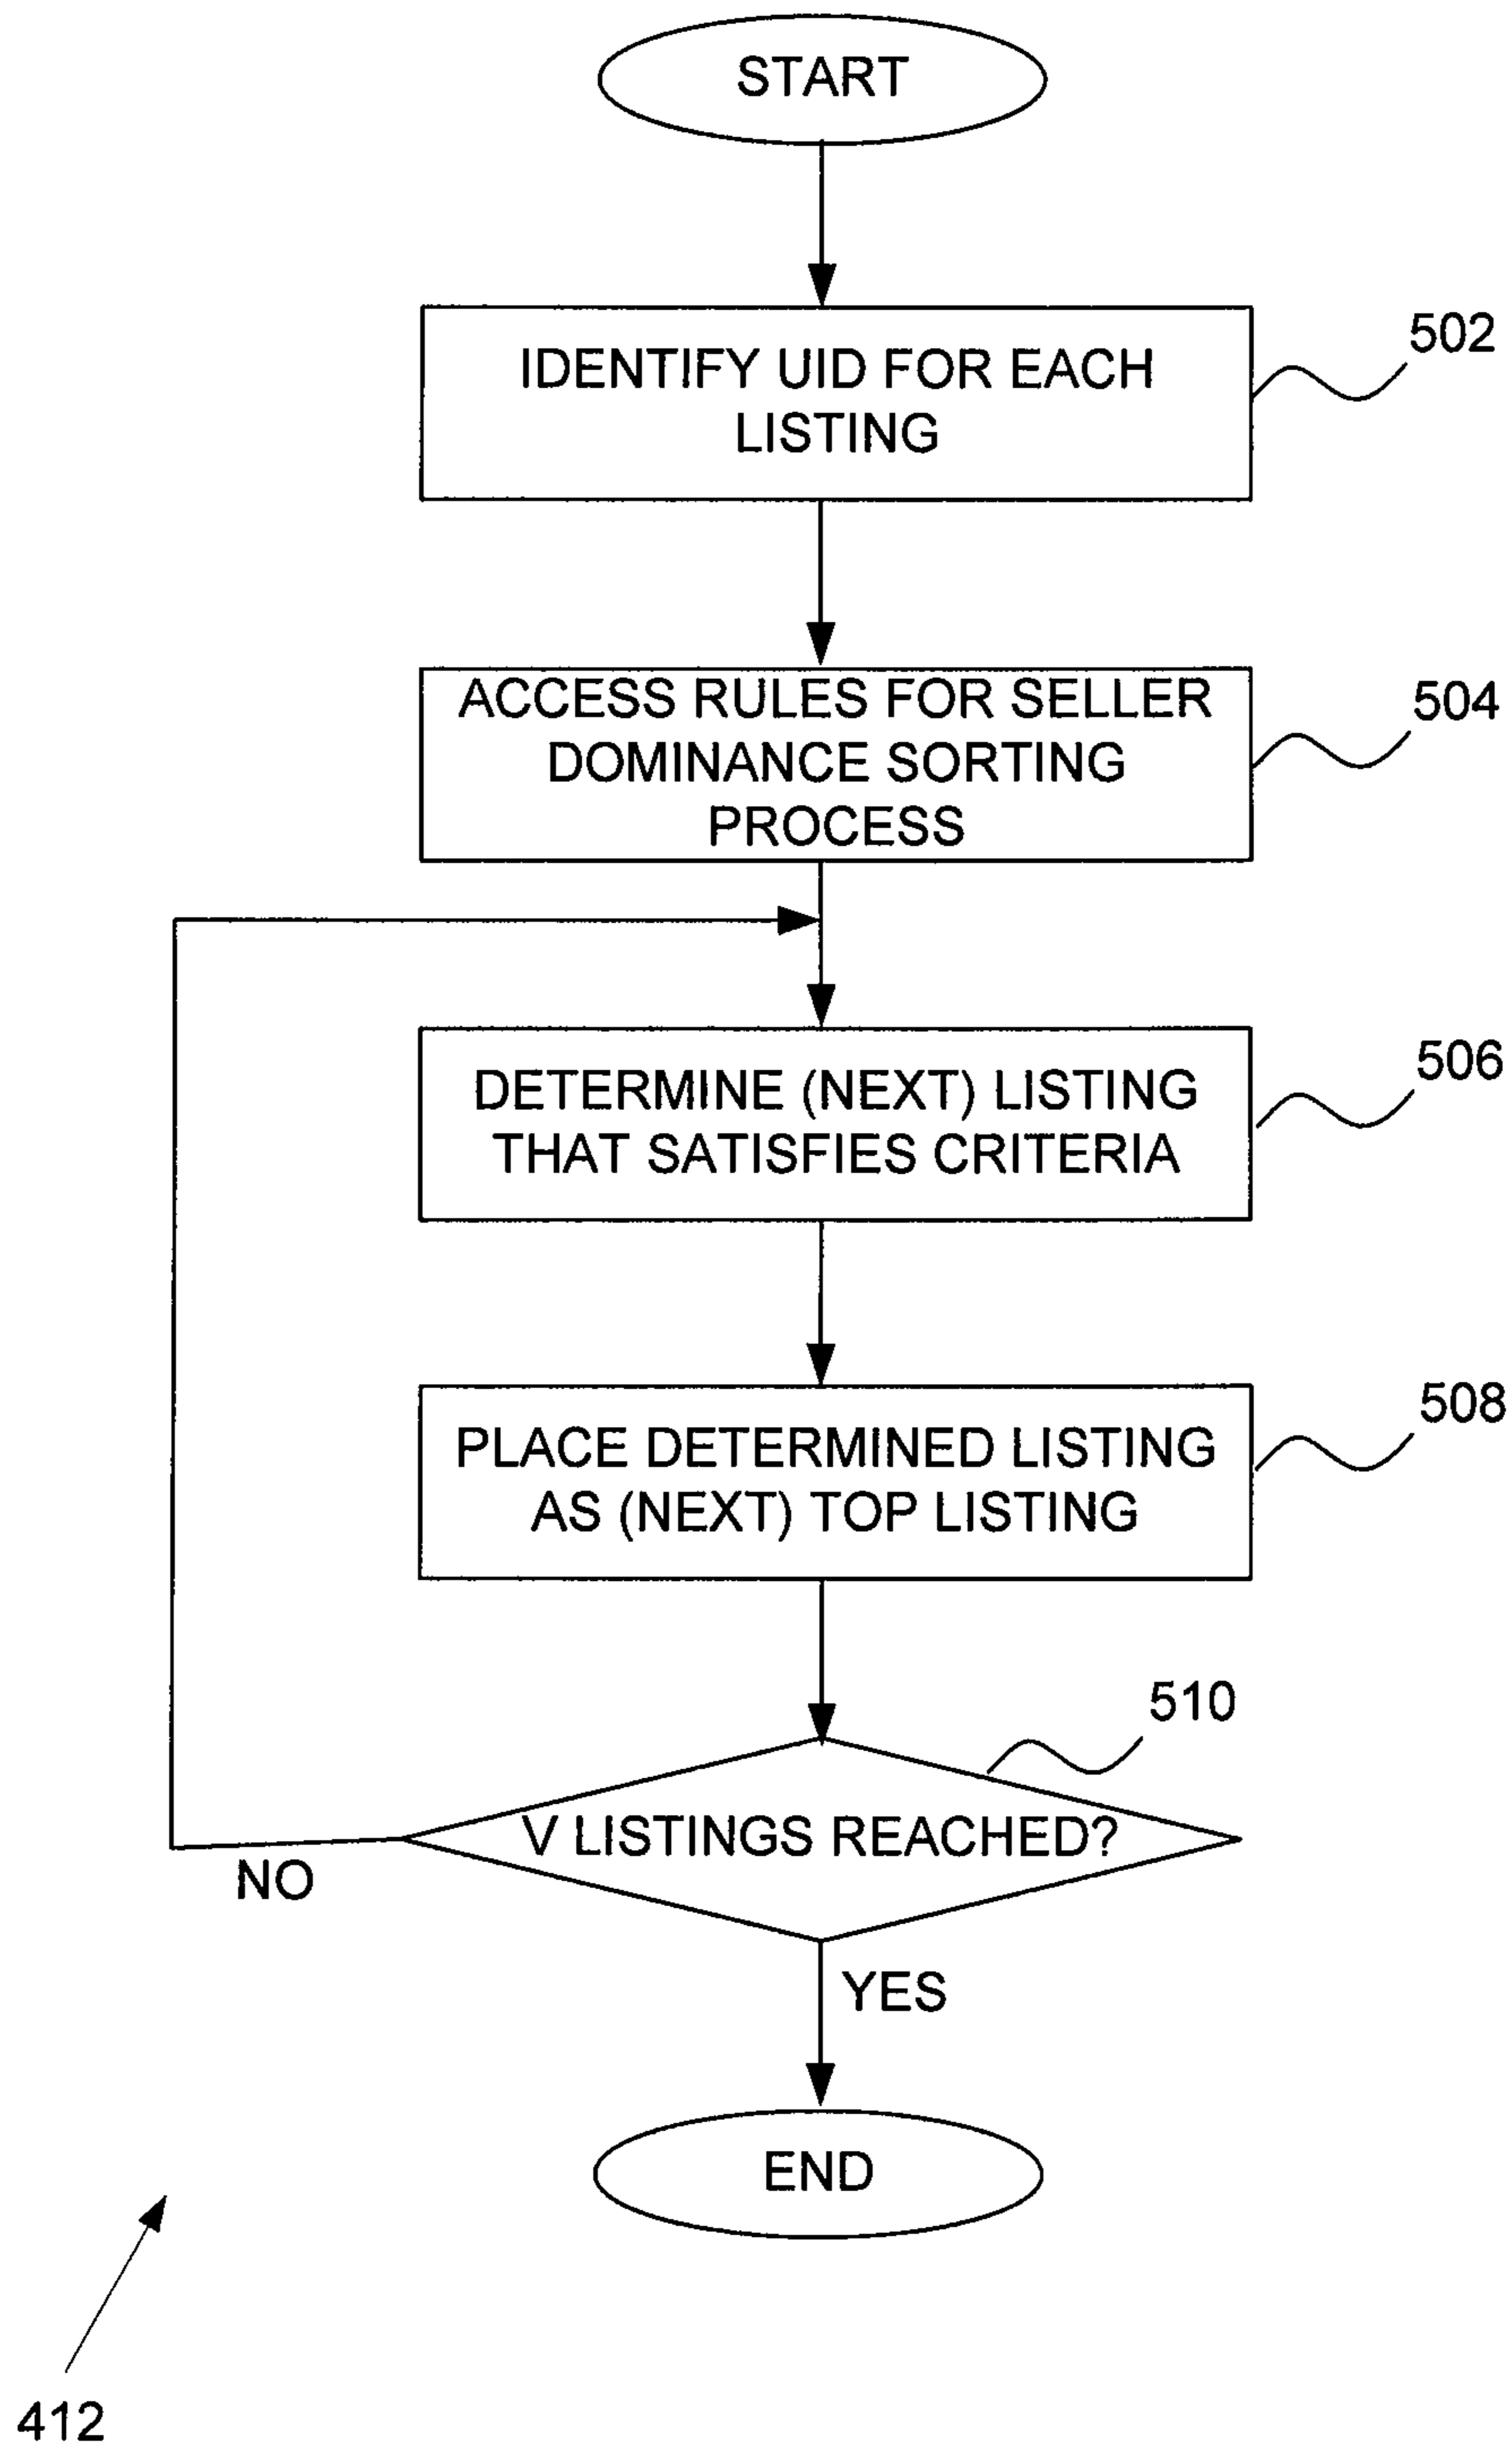 START
IDENTIFY UID FOR EACH
LISTING
502
ACCESS RULES FOR SELLER
DOMINANCE SORTING
PROCESS
504
DETERMINE (NEXT) LISTING
THAT SATISFIES CRITERIA
506
PLACE DETERMINED LISTING
AS (NEXT) TOP LISTING
508
510
V LISTINGS REACHED?
NO
YES
END
412